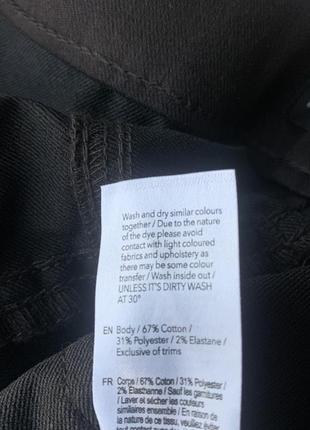 Wash and dry similar colours
together / Due to the nature
of the dye please avoid
contact with light coloured
fabrics and upholstery as
there may be some colour
transfer / Wash inside out /
UNLESS IT'S DIRTY WASH
AT 30°
EN Body / 67% Cotton /
31% Polyester / 2% Elastane /
Exclusive of trims
FR Corps / 67% Coton / 31% Polyester /
2% Élasthanne / Sauf les garnitures
/ Laver et sécher les couleurs
similaires ensemble / En raison de
la nature de ce tissu, veuillez éviter
tout contact avec